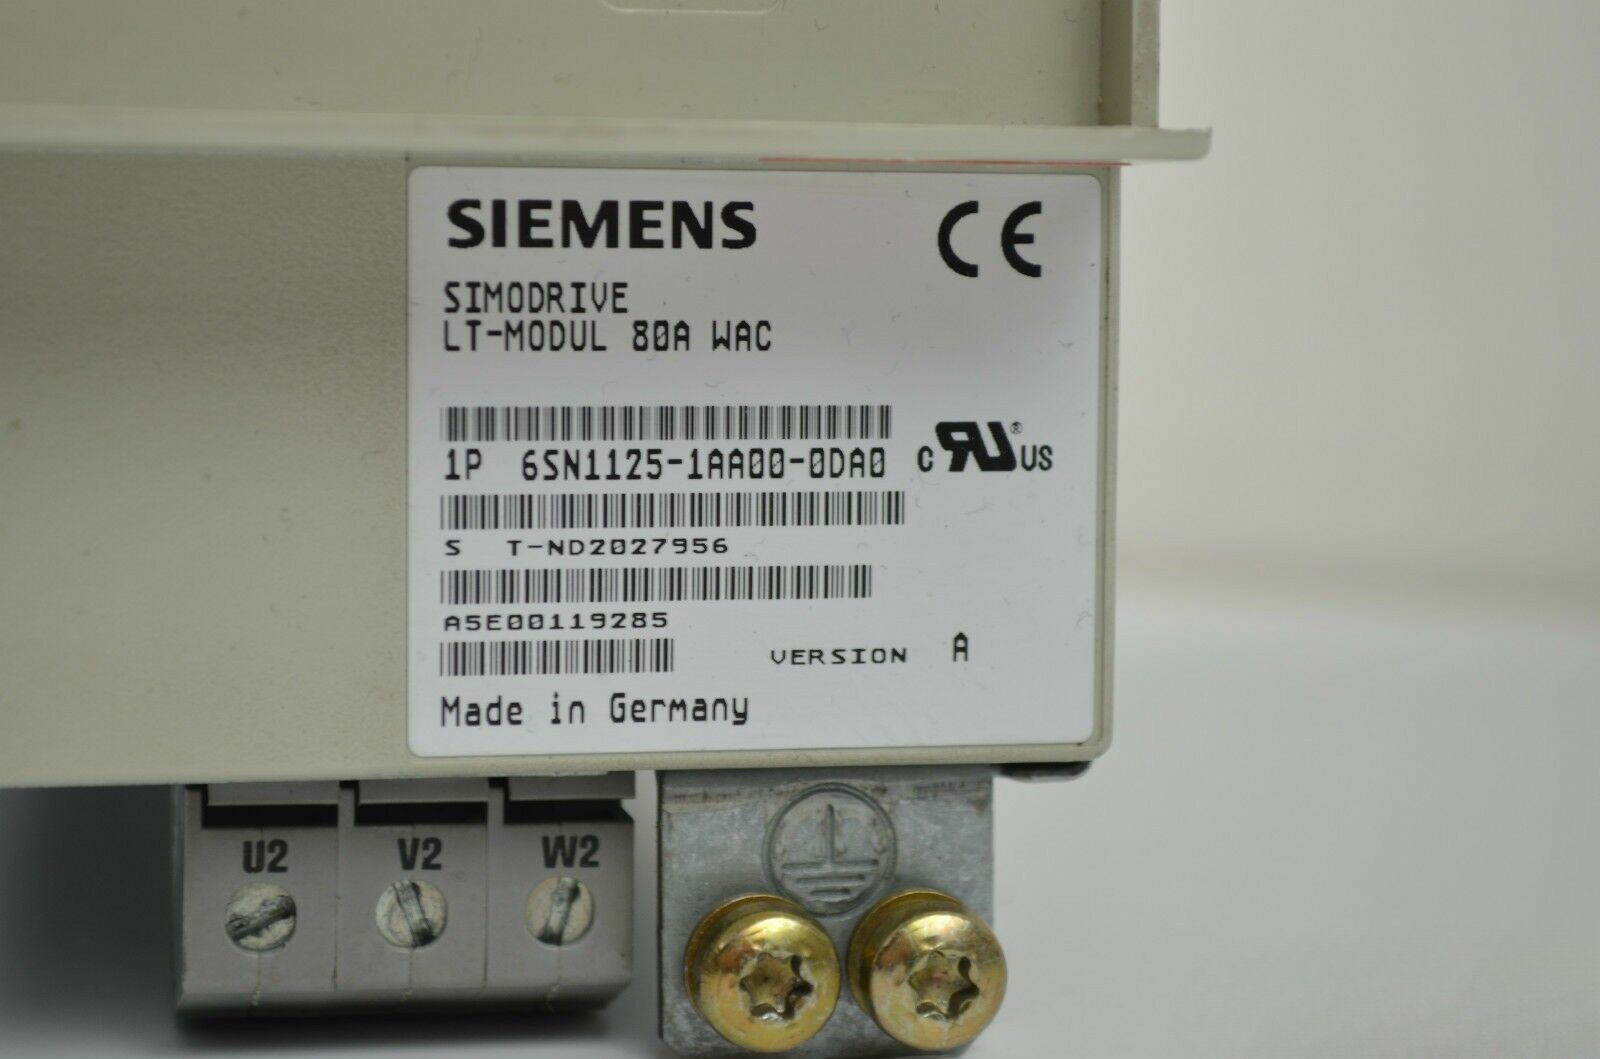 SIEMENS
CE
SIMODRIVE
LT-MODUL 80A WAC
1P 6SN1125-1AA00-0DA0
c RU ® US
S T-ND2027956
A5E00119285
VERSION A
Made in Germany
U2 V2 W2